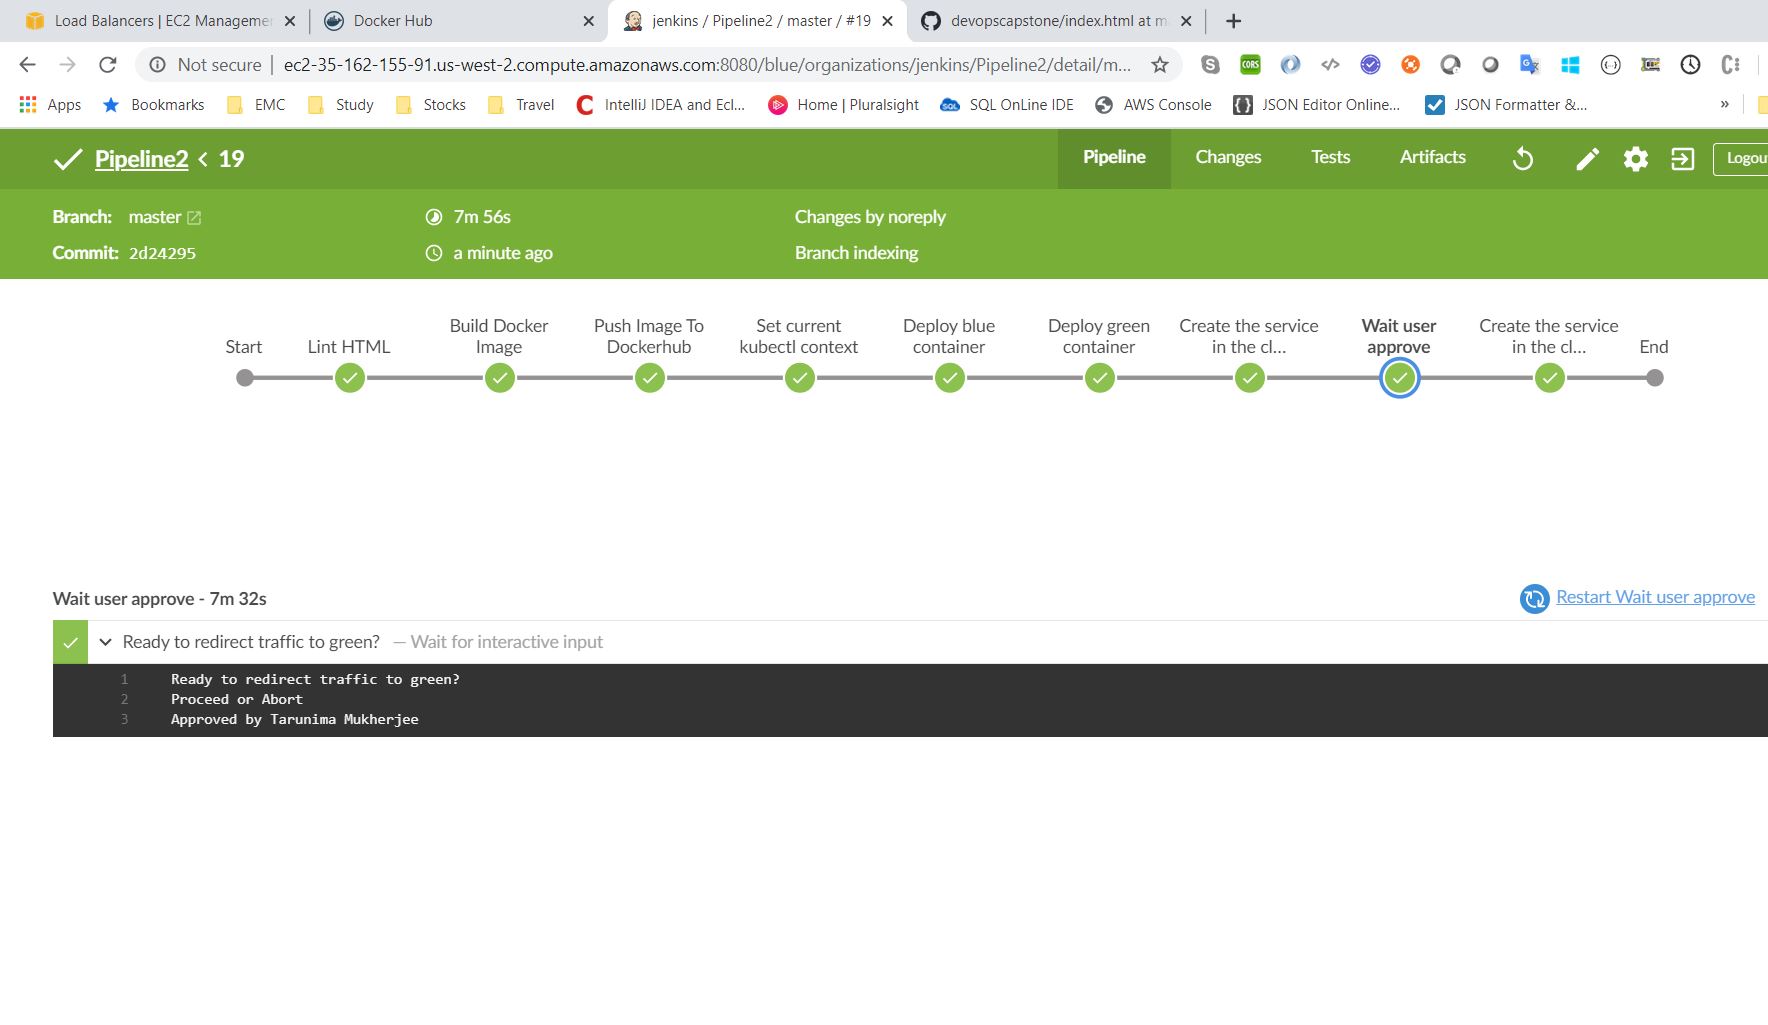 Load Balancers | EC2 Managemen
Docker Hub
jenkins / Pipeline2 / master / #19
devopscapstone/index.html at m
Not secure | ec2-35-162-155-91.us-west-2.compute.amazonaws.com:8080/blue/organizations/jenkins/Pipeline2/detail/m...
CORS
Apps
Bookmarks
EMC
Study
Stocks
Travel
IntelliJ IDEA and Ecl...
Home | Pluralsight
SQL OnLine IDE
AWS Console
JSON Editor Online...
JSON Formatter &...
»
Pipeline2 < 19
Pipeline
Changes
Tests
Artifacts
Logou
Branch: master
7m 56s
Changes by noreply
Commit: 2d24295
a minute ago
Branch indexing
Start
Lint HTML
Build Docker
Image
Push Image To
Dockerhub
Set current
kubectl context
Deploy blue
container
Deploy green
container
Create the service
in the cl...
Wait user
approve
Create the service
in the cl...
End
Wait user approve - 7m 32s
Restart Wait user approve
Ready to redirect traffic to green? — Wait for interactive input
1 Ready to redirect traffic to green?
2 Proceed or Abort
3 Approved by Tarunima Mukherjee